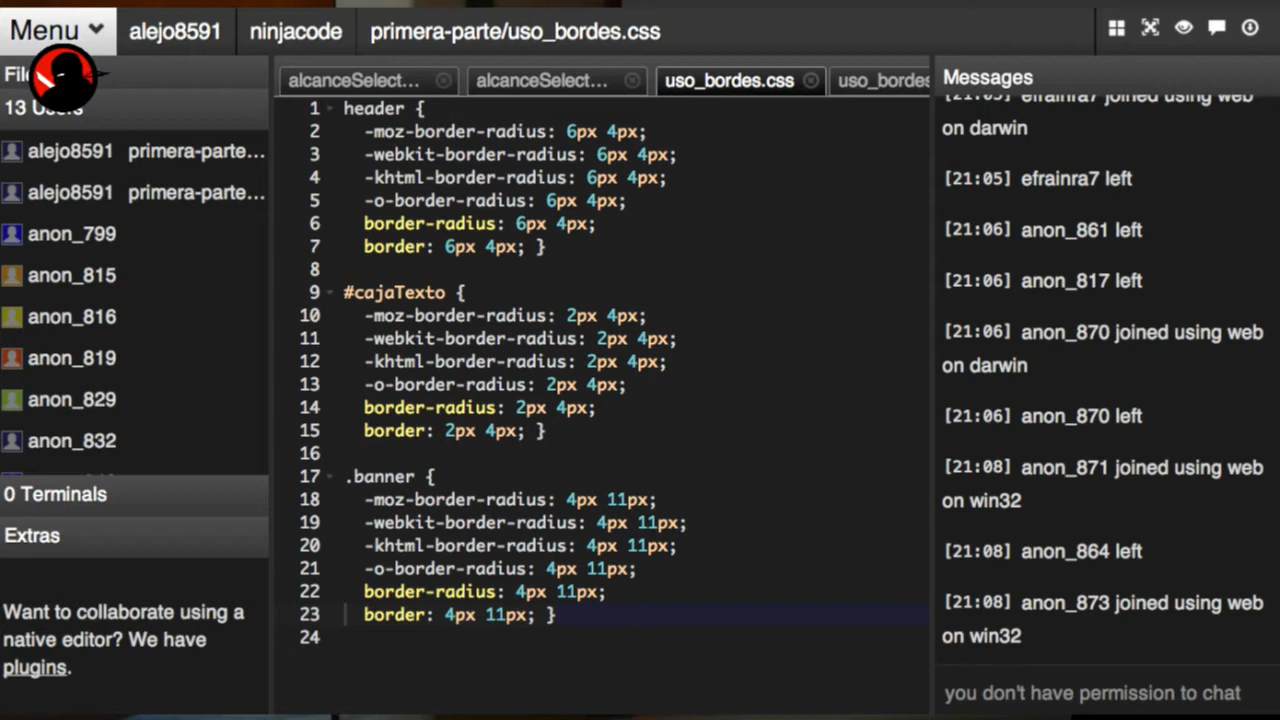 Menu
alejo8591
ninjacode
primera-parte/uso_bordes.css
13 Users
alejo8591 primera-parte...
alejo8591 primera-parte...
anon_799
anon_815
anon_816
anon_819
anon_829
anon_832
0 Terminals
Extras
Want to collaborate using a
native editor? We have
plugins.
alcanceSelect...
alcanceSelect...
uso_bordes.css
uso_bordes
1 header {
2 -moz-border-radius: 6px 4px;
3 -webkit-border-radius: 6px 4px;
4 -khtml-border-radius: 6px 4px;
5 -o-border-radius: 6px 4px;
6 border-radius: 6px 4px;
7 border: 6px 4px; }
8
9 #cajaTexto {
10 -moz-border-radius: 2px 4px;
11 -webkit-border-radius: 2px 4px;
12 -khtml-border-radius: 2px 4px;
13 -o-border-radius: 2px 4px;
14 border-radius: 2px 4px;
15 border: 2px 4px; }
16
17 .banner {
18 -moz-border-radius: 4px 11px;
19 -webkit-border-radius: 4px 11px;
20 -khtml-border-radius: 4px 11px;
21 -o-border-radius: 4px 11px;
22 border-radius: 4px 11px;
23 border: 4px 11px; }
24
Messages
[21:05] efrainra7 joined using web
on darwin
[21:05] efrainra7 left
[21:06] anon_861 left
[21:06] anon_817 left
[21:06] anon_870 joined using web
on darwin
[21:06] anon_870 left
[21:08] anon_871 joined using web
on win32
[21:08] anon_864 left
[21:08] anon_873 joined using web
on win32
you don't have permission to chat